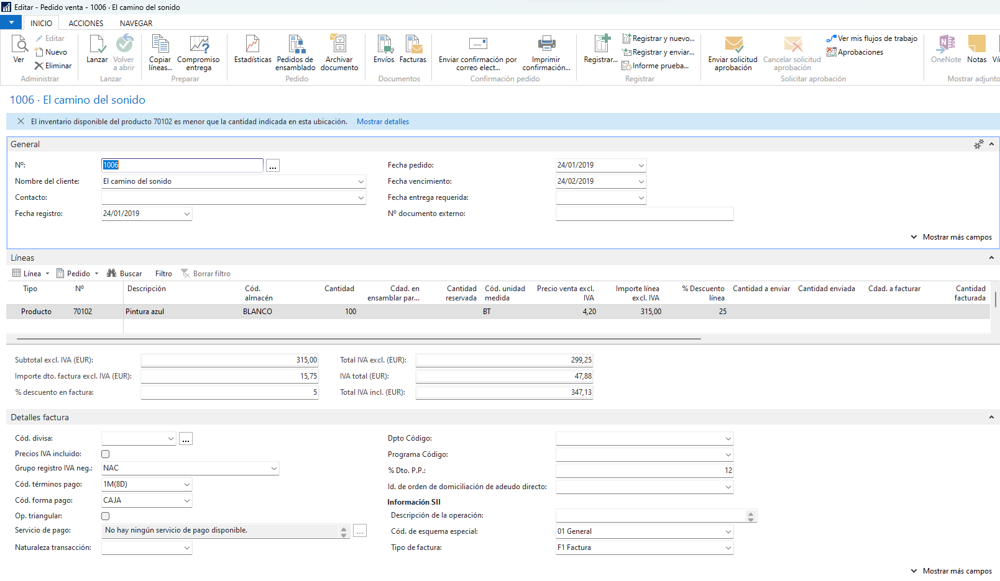 Editar - Pedido venta - 1006 · El camino del sonido
INICIO ACCIONES NAVEGAR
Ver
Editar
Nuevo
Eliminar
Administrar
Lanzar
Volver a abrir
Lanzar
Copiar líneas...
Compromiso entrega
Preparar
Estadísticas
Pedidos de ensamblado
Archivar documento
Pedido
Envíos
Facturas
Documentos
Enviar confirmación por correo elect...
Imprimir confirmación...
Confirmación pedido
Registrar...
Registrar y nuevo...
Registrar y enviar...
Informe prueba...
Registrar
Enviar solicitud aprobación
Cancelar solicitud aprobación
Ver mis flujos de trabajo
Aprobaciones
Solicitar aprobación
OneNote
Notas
Mostrar adjunto
1006 · El camino del sonido
El inventario disponible del producto 70102 es menor que la cantidad indicada en esta ubicación. Mostrar detalles
General
Nº: 1006 ...
Nombre del cliente: El camino del sonido
Contacto:
Fecha registro: 24/01/2019
Fecha pedido: 24/01/2019
Fecha vencimiento: 24/02/2019
Fecha entrega requerida:
Nº documento externo:
Mostrar más campos
Líneas
Línea Pedido Buscar Filtro Borrar filtro
Tipo Nº Descripción Cód. almacén Cantidad Cdad. en ensamblar par... Cantidad reservada Cód. unidad medida Precio venta excl. IVA Importe línea excl. IVA % Descuento línea Cantidad a enviar Cantidad enviada Cdad. a facturar Cantidad facturada
Producto 70102 Pintura azul BLANCO 100 BT 4,20 315,00 25
Subtotal excl. IVA (EUR): 315,00
Importe dto. factura excl. IVA (EUR): 15,75
% descuento en factura: 5
Total IVA excl. (EUR): 299,25
IVA total (EUR): 47,88
Total IVA incl. (EUR): 347,13
Detalles factura
Cód. divisa: ...
Precios IVA incluido:
Grupo registro IVA neg.: NAC
Cód. términos pago: 1M(8D)
Cód. forma pago: CAJA
Op. triangular:
Servicio de pago: No hay ningún servicio de pago disponible. ...
Naturaleza transacción:
Dpto Código:
Programa Código:
% Dto. P.P.: 12
Id. de orden de domiciliación de adeudo directo:
Información SII
Descripción de la operación:
Cód. de esquema especial: 01 General
Tipo de factura: F1 Factura
Mostrar más campos